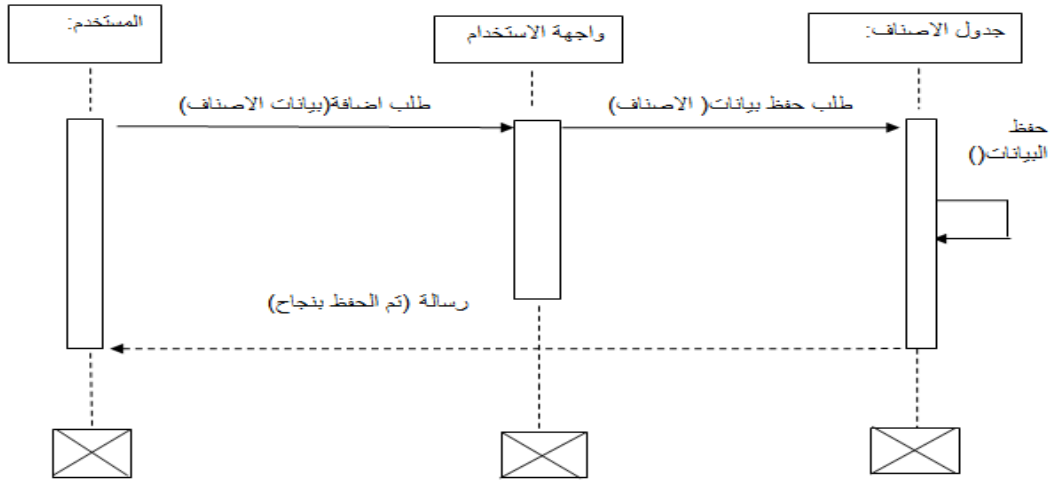 المستخدم:
واجهة الاستخدام
جدول الاصناف:
طلب اضافة(بيانات الاصناف)
طلب حفظ بيانات( الاصناف)
حفظ
البيانات()
رسالة (تم الحفظ بنجاح)